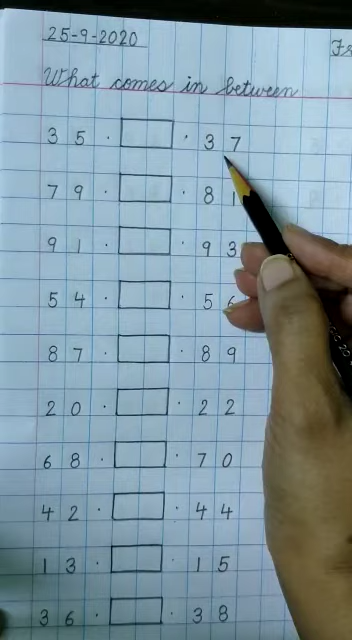 25-9-2020
What comes in between
35 . . 37
79 . . 81
91 . . 93
54 . . 56
87 . . 89
20 . . 22
68 . . 70
42 . . 44
13 . . 15
36 . . 38